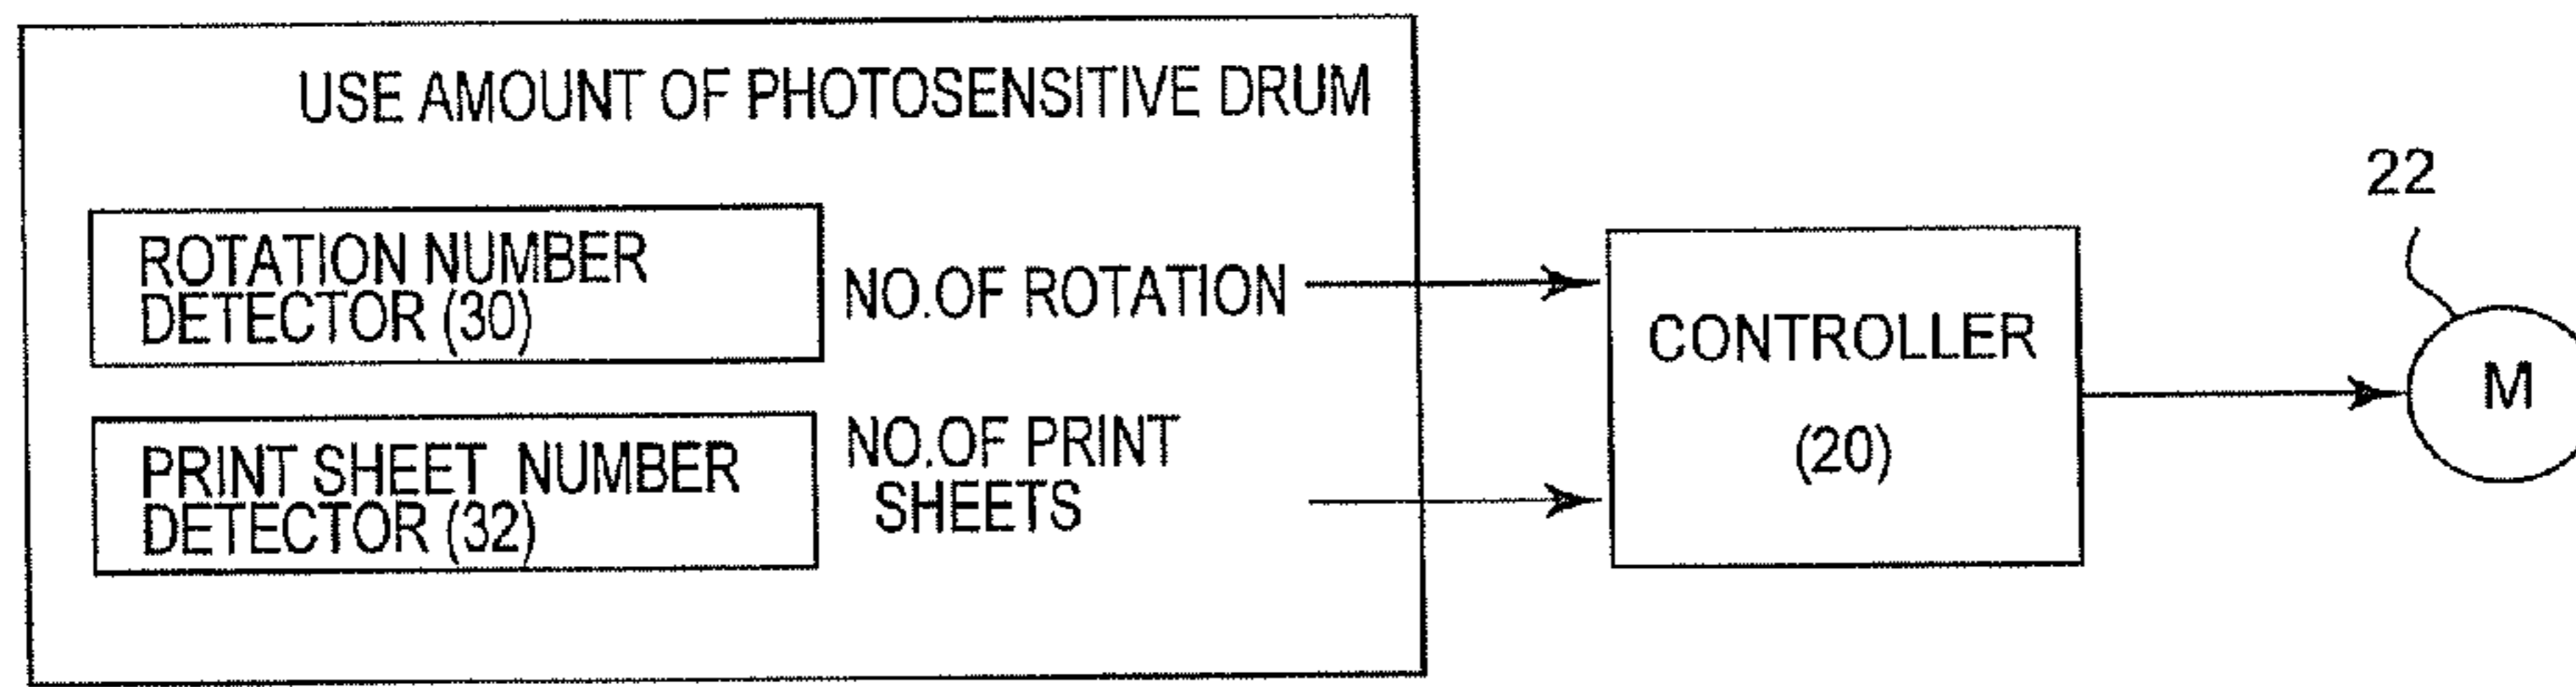 USE AMOUNT OF PHOTOSENSITIVE DRUM
ROTATION NUMBER
DETECTOR (30)
NO.OF ROTATION
PRINT SHEET NUMBER
DETECTOR (32)
NO.OF PRINT
SHEETS
CONTROLLER
(20)
22
M